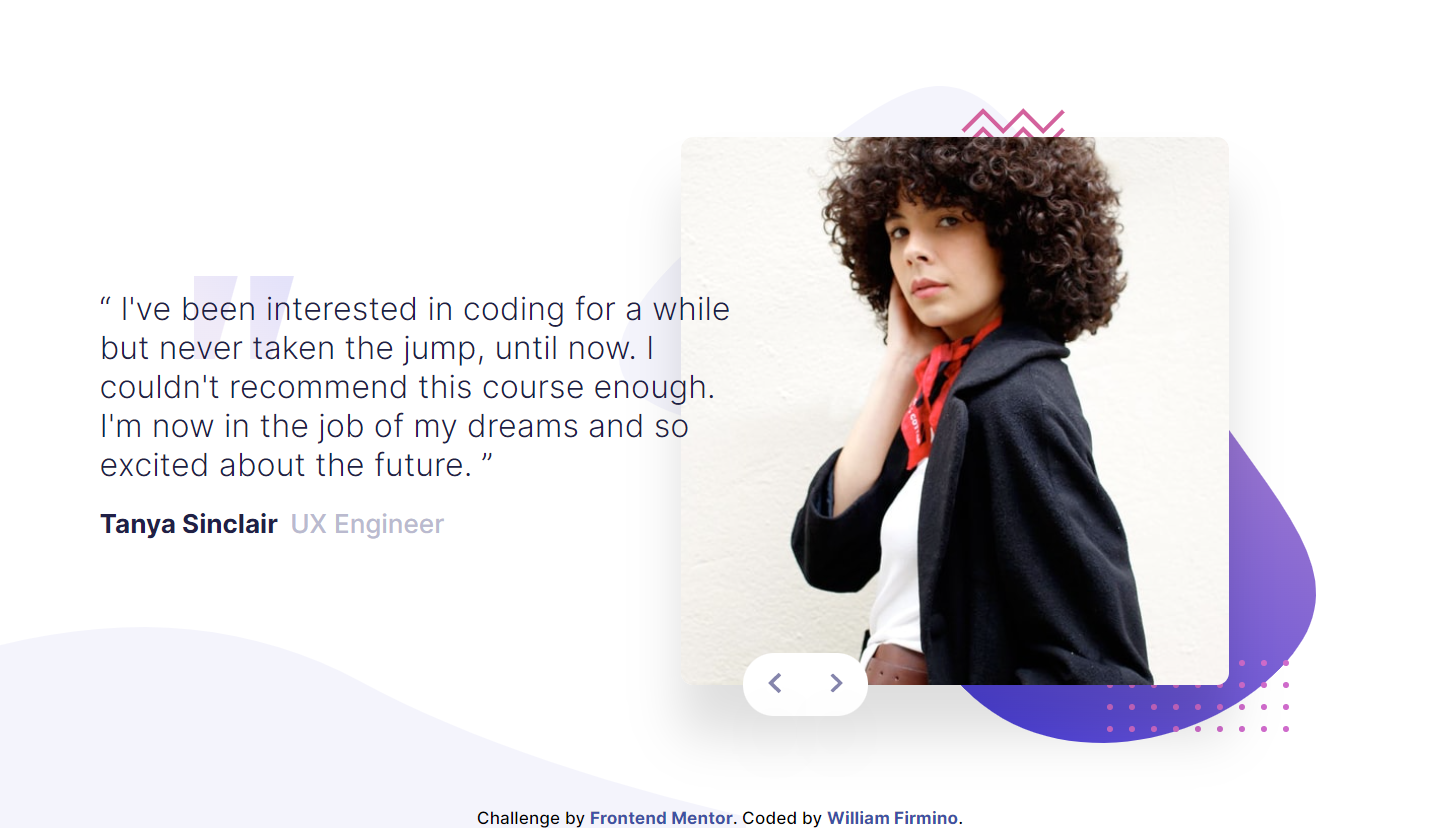 “ I've been interested in coding for a while
but never taken the jump, until now. I
couldn't recommend this course enough.
I'm now in the job of my dreams and so
excited about the future. ”
Tanya Sinclair UX Engineer
Challenge by Frontend Mentor. Coded by William Firmino.